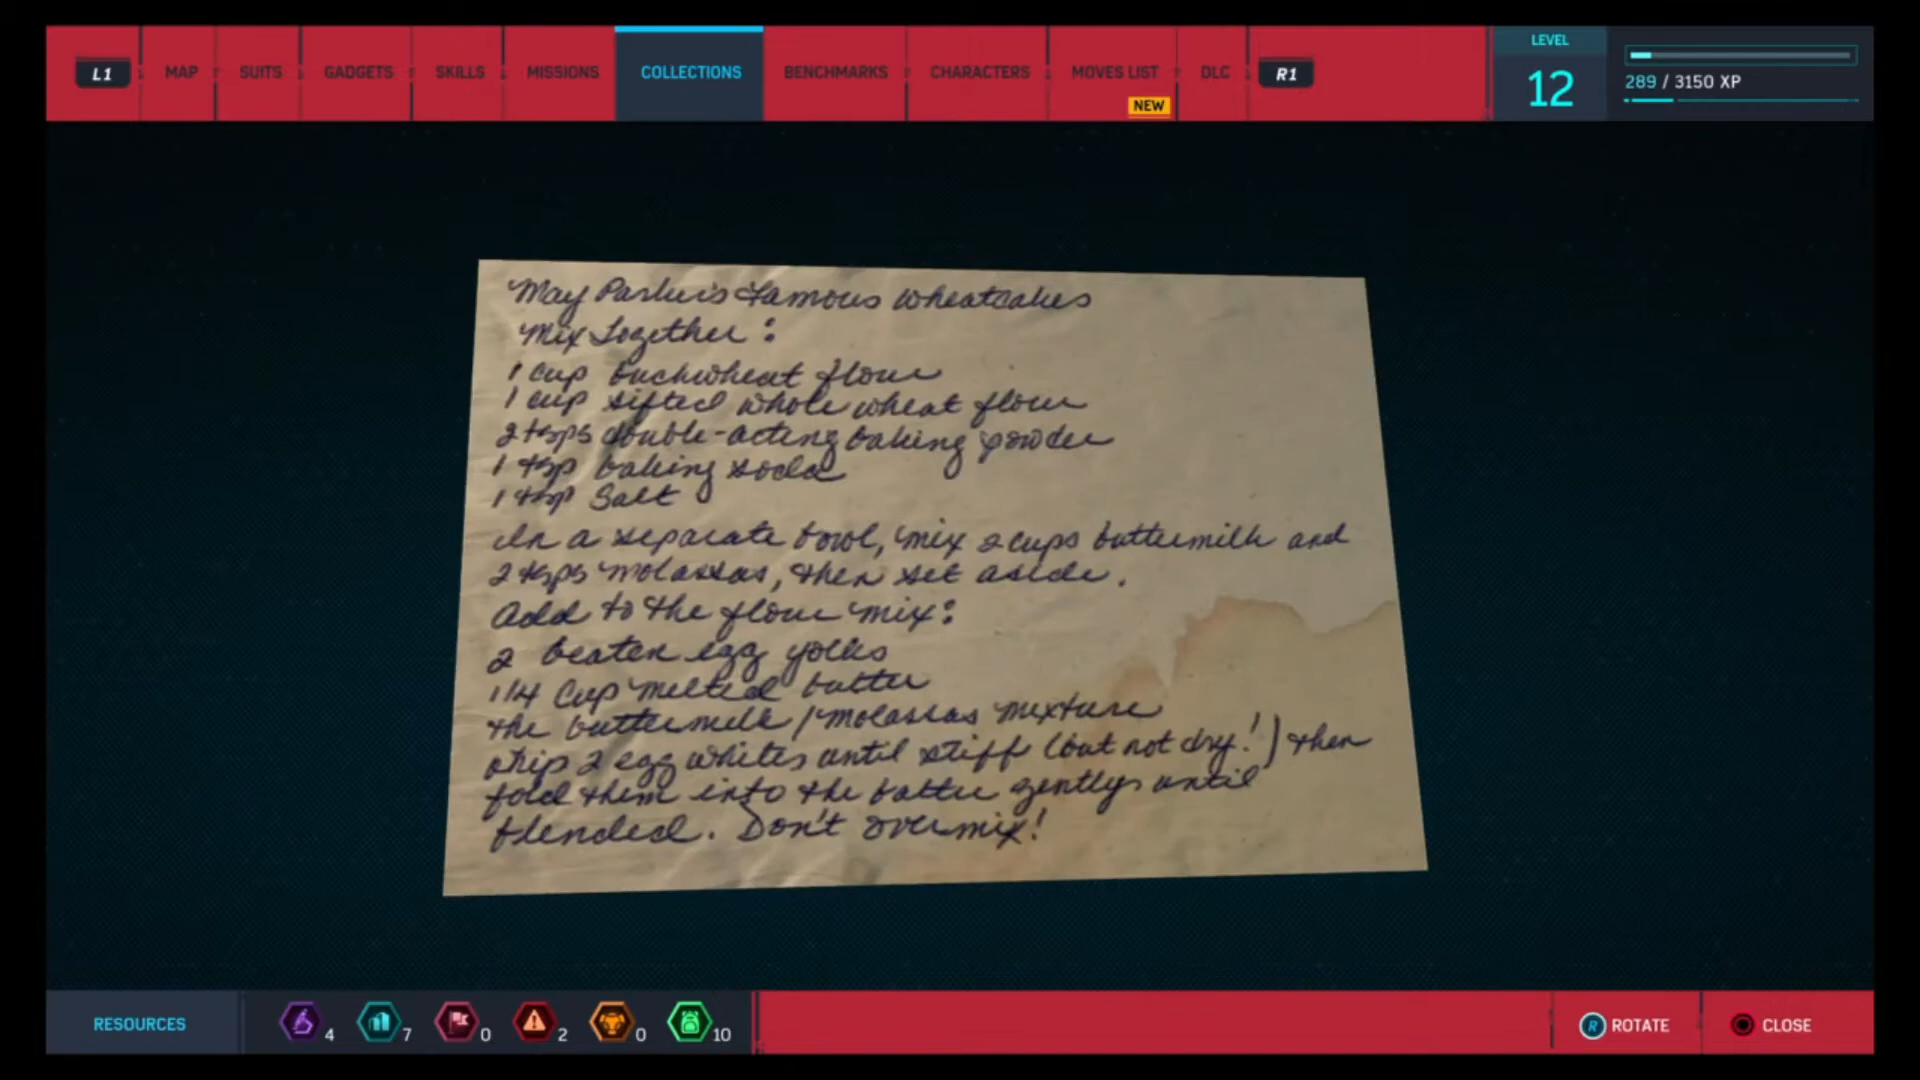 L1 MAP SUITS GADGETS SKILLS MISSIONS COLLECTIONS BENCHMARKS CHARACTERS MOVES LIST DLC R1
NEW
LEVEL
12
289 / 3150 XP
May Parker's Famous Wheatcakes
Mix Together:
1 cup buckwheat flour
1 cup sifted whole wheat flour
2 tsps double-acting baking powder
1 tsp baking soda
1 tsp Salt
In a separate bowl, mix 2 cups buttermilk and
2 tsps molassas, then set aside.
Add to the flour mix:
2 beaten egg yolks
1/4 Cup melted butter
the buttermilk/molassas mixture
whip 2 egg whites until stiff (but not dry!) then
fold them into the batter gently until
blended. Don't overmix!
RESOURCES 4 7 0 2 0 10
R ROTATE CLOSE